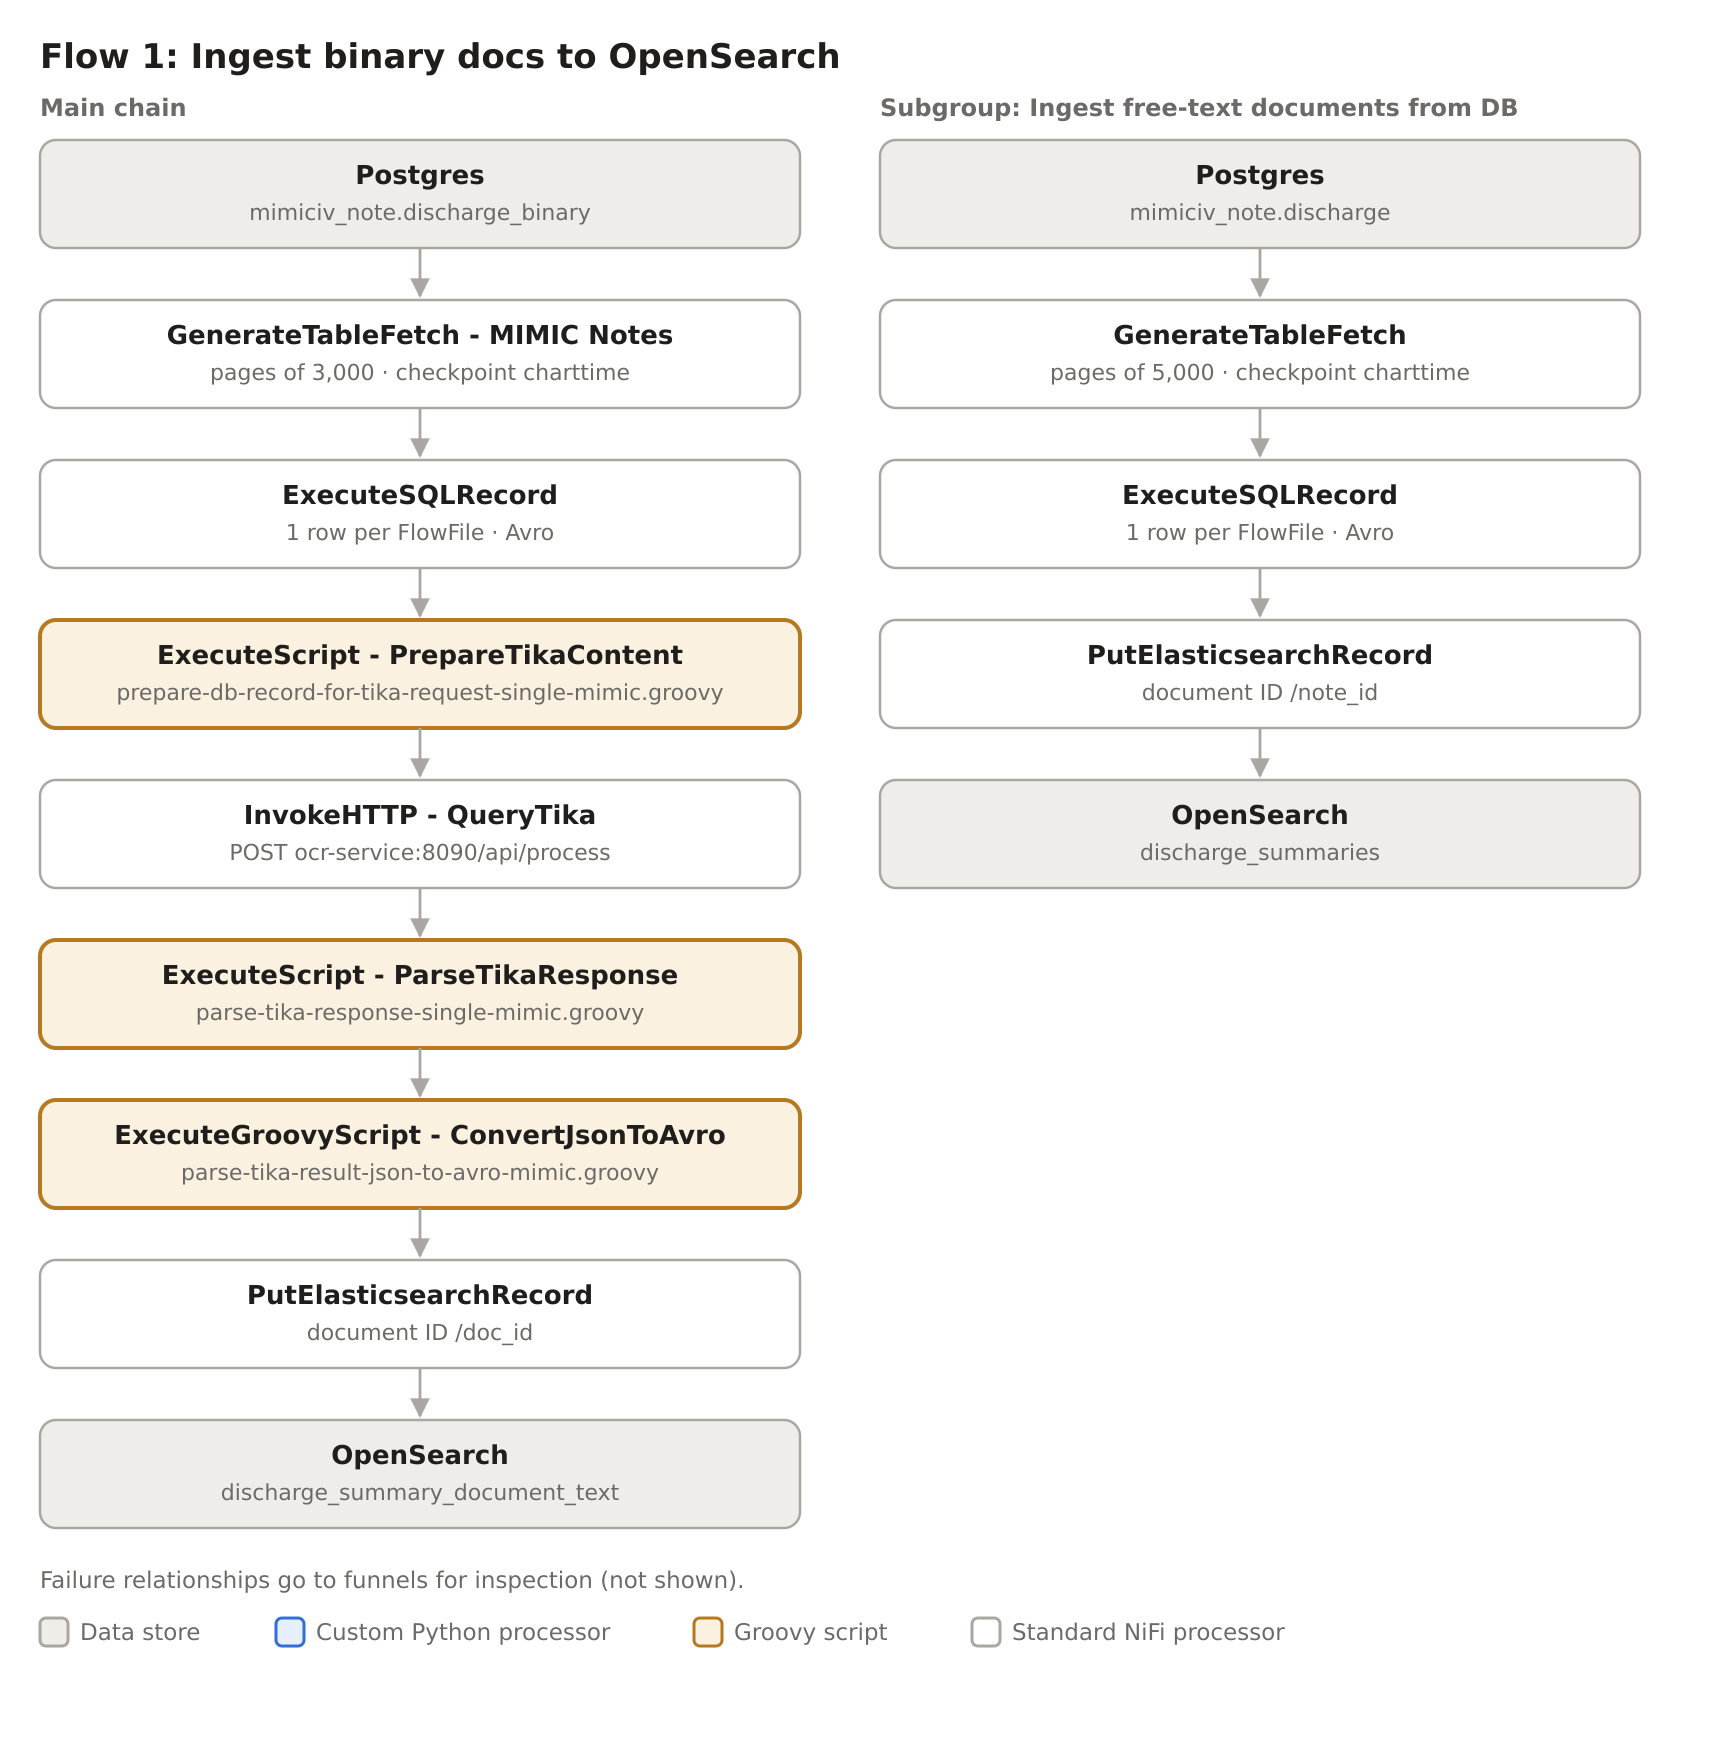 Flow 1: Ingest binary docs to OpenSearch
Main chain
Postgres
mimiciv_note.discharge_binary
GenerateTableFetch - MIMIC Notes
pages of 3,000 · checkpoint charttime
ExecuteSQLRecord
1 row per FlowFile · Avro
ExecuteScript - PrepareTikaContent
prepare-db-record-for-tika-request-single-mimic.groovy
InvokeHTTP - QueryTika
POST ocr-service:8090/api/process
ExecuteScript - ParseTikaResponse
parse-tika-response-single-mimic.groovy
ExecuteGroovyScript - ConvertJsonToAvro
parse-tika-result-json-to-avro-mimic.groovy
PutElasticsearchRecord
document ID /doc_id
OpenSearch
discharge_summary_document_text
Subgroup: Ingest free-text documents from DB
Postgres
mimiciv_note.discharge
GenerateTableFetch
pages of 5,000 · checkpoint charttime
ExecuteSQLRecord
1 row per FlowFile · Avro
PutElasticsearchRecord
document ID /note_id
OpenSearch
discharge_summaries
Failure relationships go to funnels for inspection (not shown).
Data store
Custom Python processor
Groovy script
Standard NiFi processor